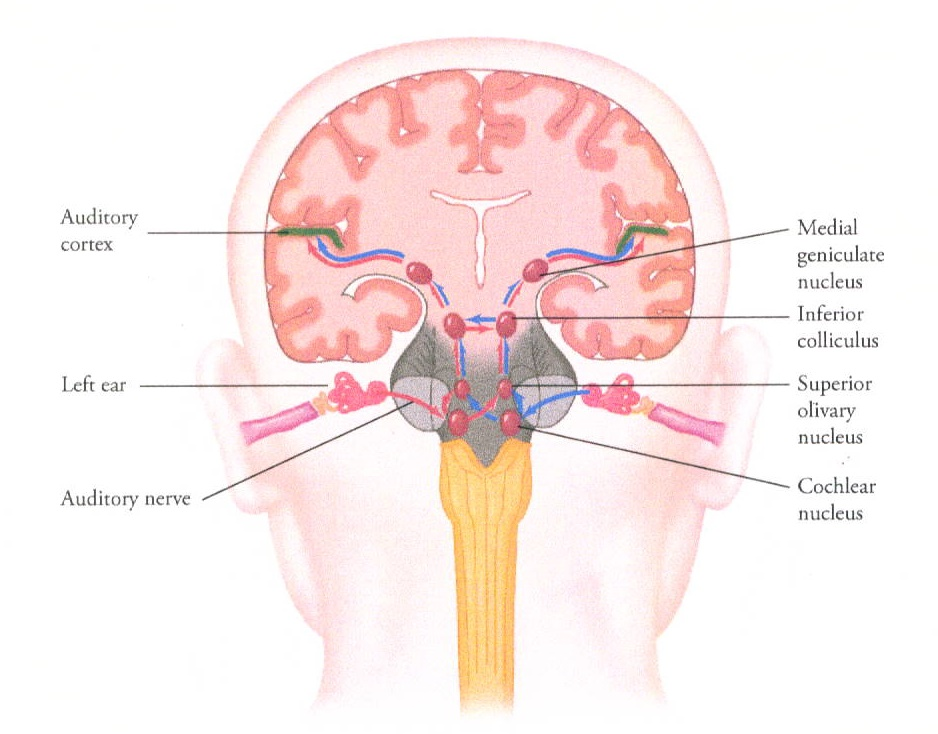 Auditory
cortex
Left ear
Auditory nerve
Medial
geniculate
nucleus
Inferior
colliculus
Superior
olivary
nucleus
Cochlear
nucleus